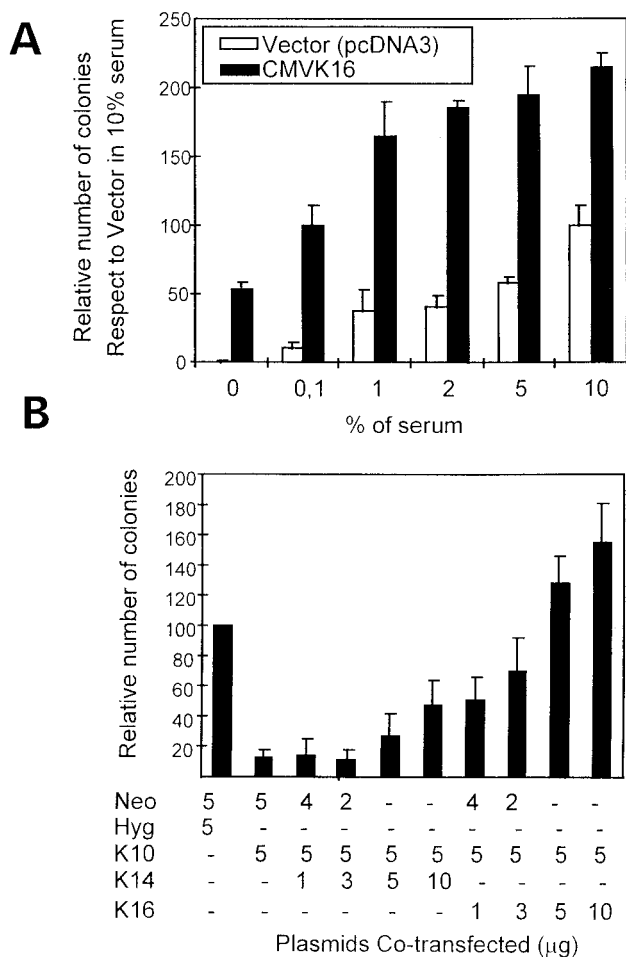 A
Relative number of colonies
Respect to Vector in 10% serum
250
200
150
100
50
0
Vector (pcDNA3)
CMVK16
0 0,1 1 2 5 10
% of serum
B
Relative number of colonies
200
180
160
140
120
100
80
60
40
20
Neo 5 5 4 2 - - 4 2 - -
Hyg 5 - - - - - - - - -
K10 - 5 5 5 5 5 5 5 5 5
K14 - - 1 3 5 10 - - - -
K16 - - - - - - 1 3 5 10
Plasmids Co-transfected (µg)